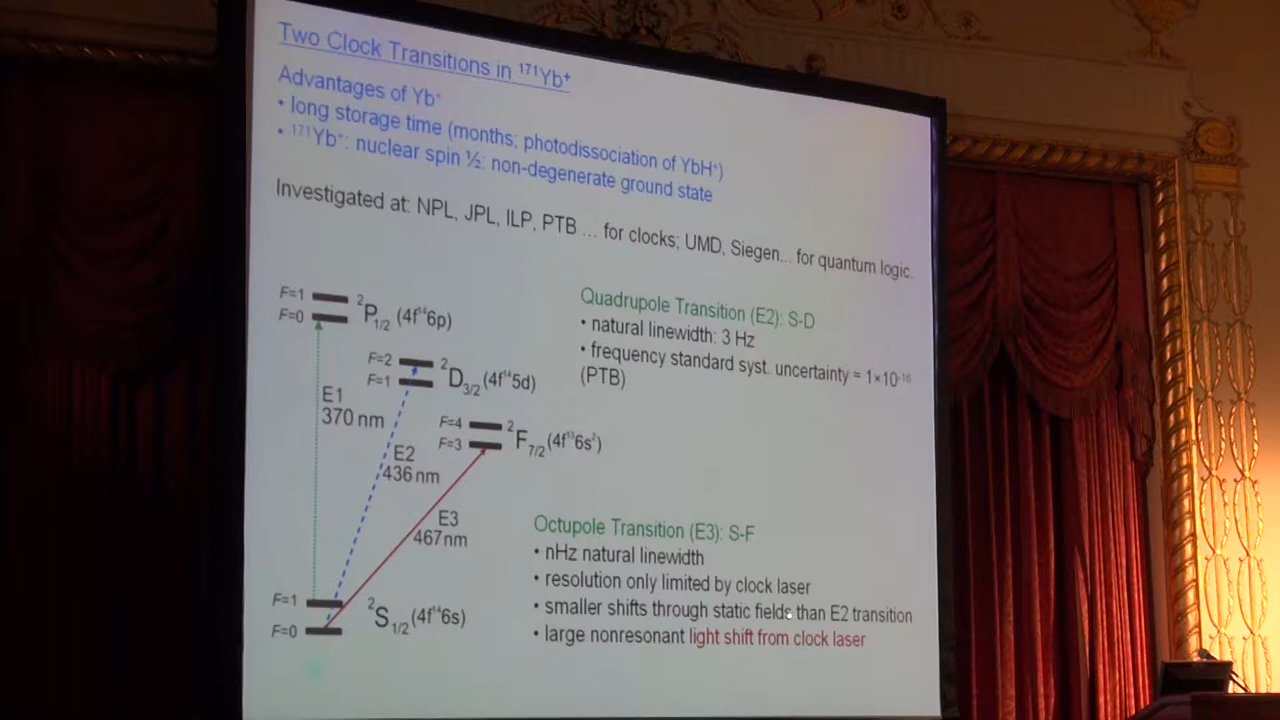 Two Clock Transitions in ¹⁷¹Yb⁺
Advantages of Yb⁺
• long storage time (months; photodissociation of YbH⁺)
• ¹⁷¹Yb⁺: nuclear spin ½: non-degenerate ground state
Investigated at: NPL, JPL, ILP, PTB ... for clocks; UMD, Siegen... for quantum logic.
F=1
F=0
²P₁/₂ (4f¹⁴6p)
F=2
F=1
²D₃/₂ (4f¹⁴5d)
F=4
F=3
²F₇/₂ (4f¹³6s²)
E1
370 nm
E2
436 nm
E3
467nm
F=1
F=0
²S₁/₂ (4f¹⁴6s)
Quadrupole Transition (E2): S-D
• natural linewidth: 3 Hz
• frequency standard syst. uncertainty = 1×10⁻¹⁶
(PTB)
Octupole Transition (E3): S-F
• nHz natural linewidth
• resolution only limited by clock laser
• smaller shifts through static fields than E2 transition
• large nonresonant light shift from clock laser